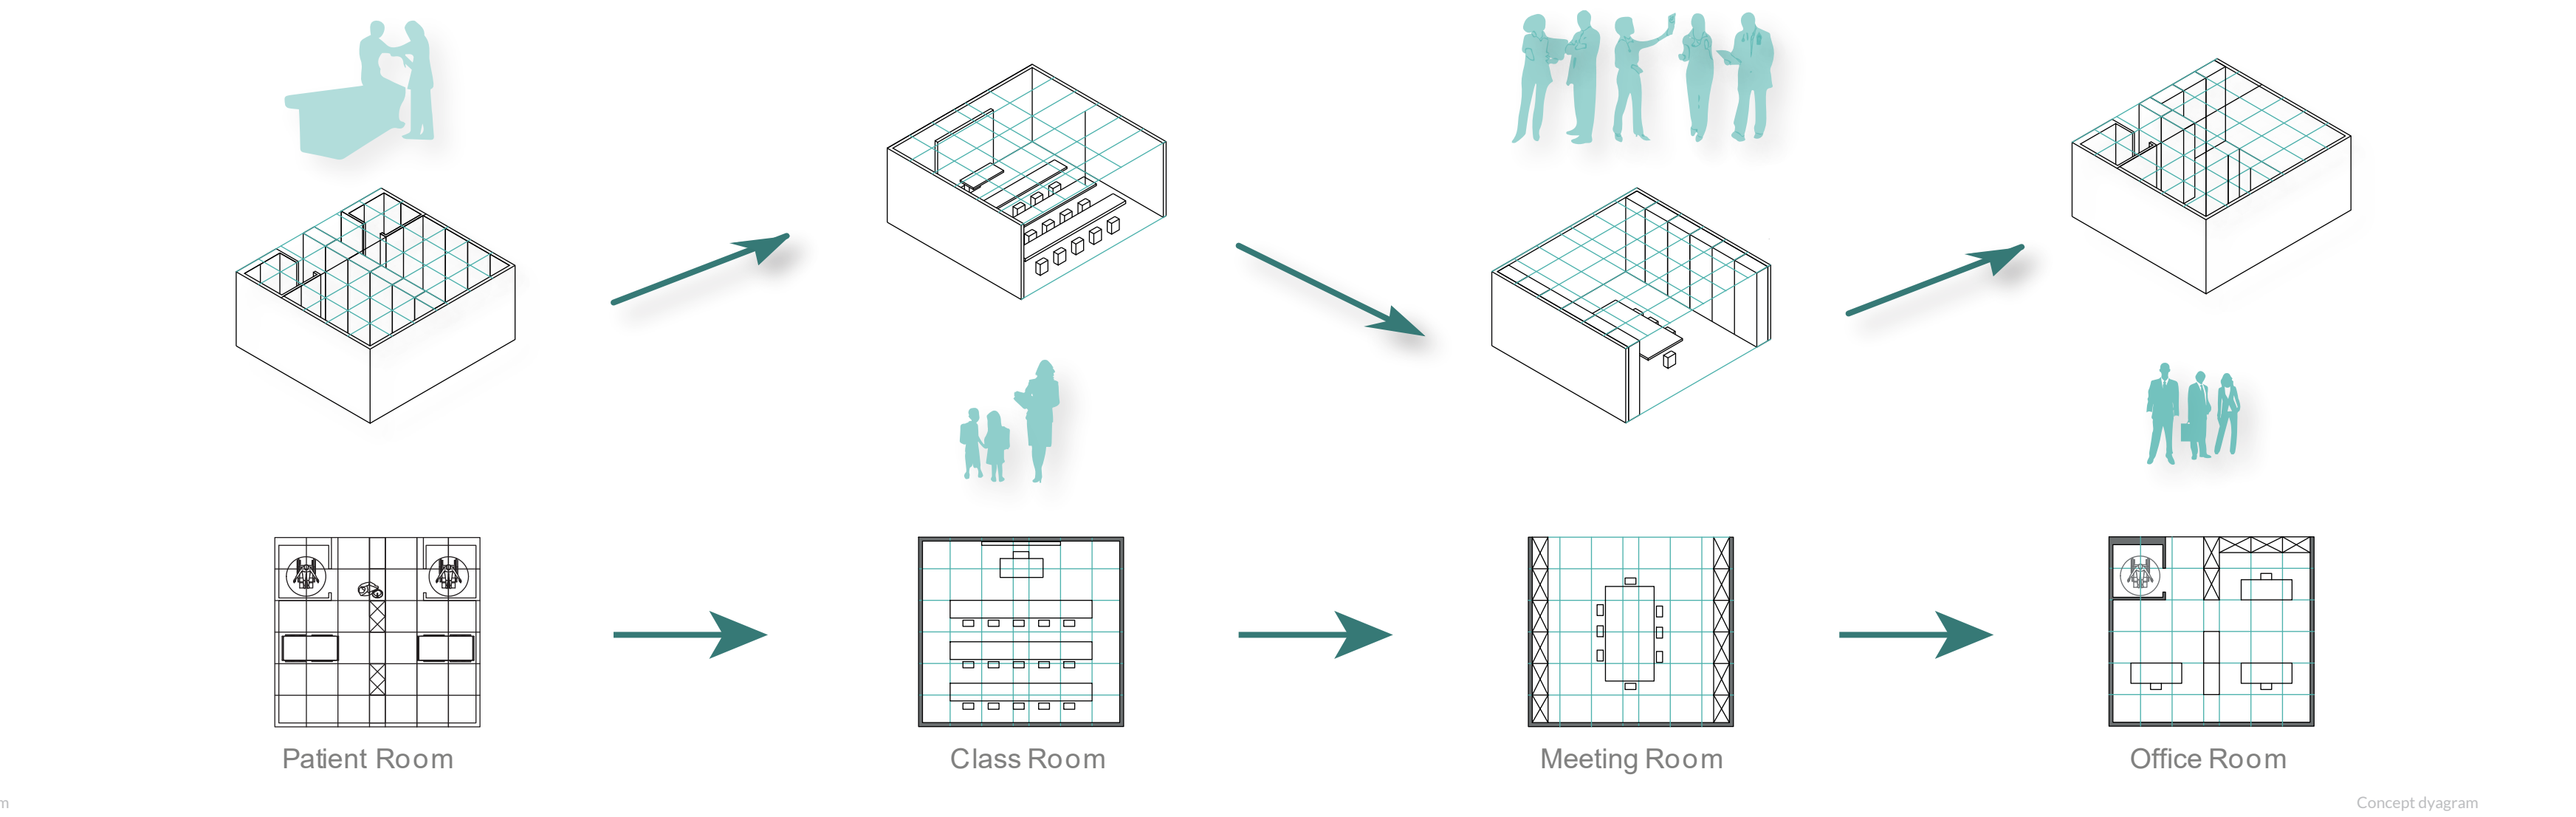 Patient Room
Class Room
Meeting Room
Office Room
m
Concept dyagram